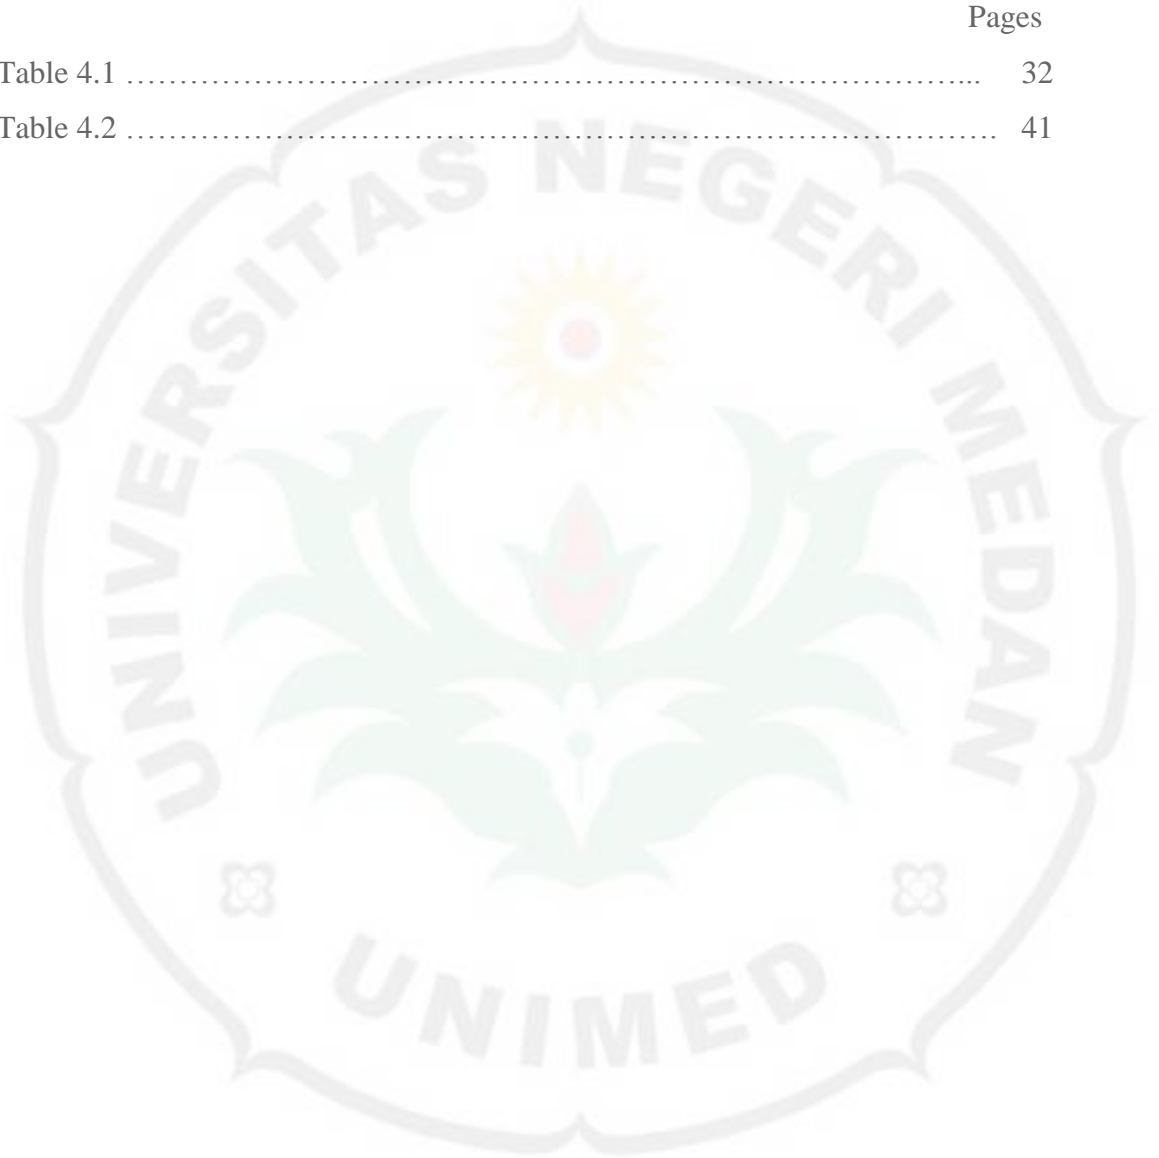 Pages
Table 4.1 ……………………………………………………………………………….. 32
Table 4.2 …………………………………………………………………………………. 41
UNIVERSITAS NEGERI MEDAN
UNIMED